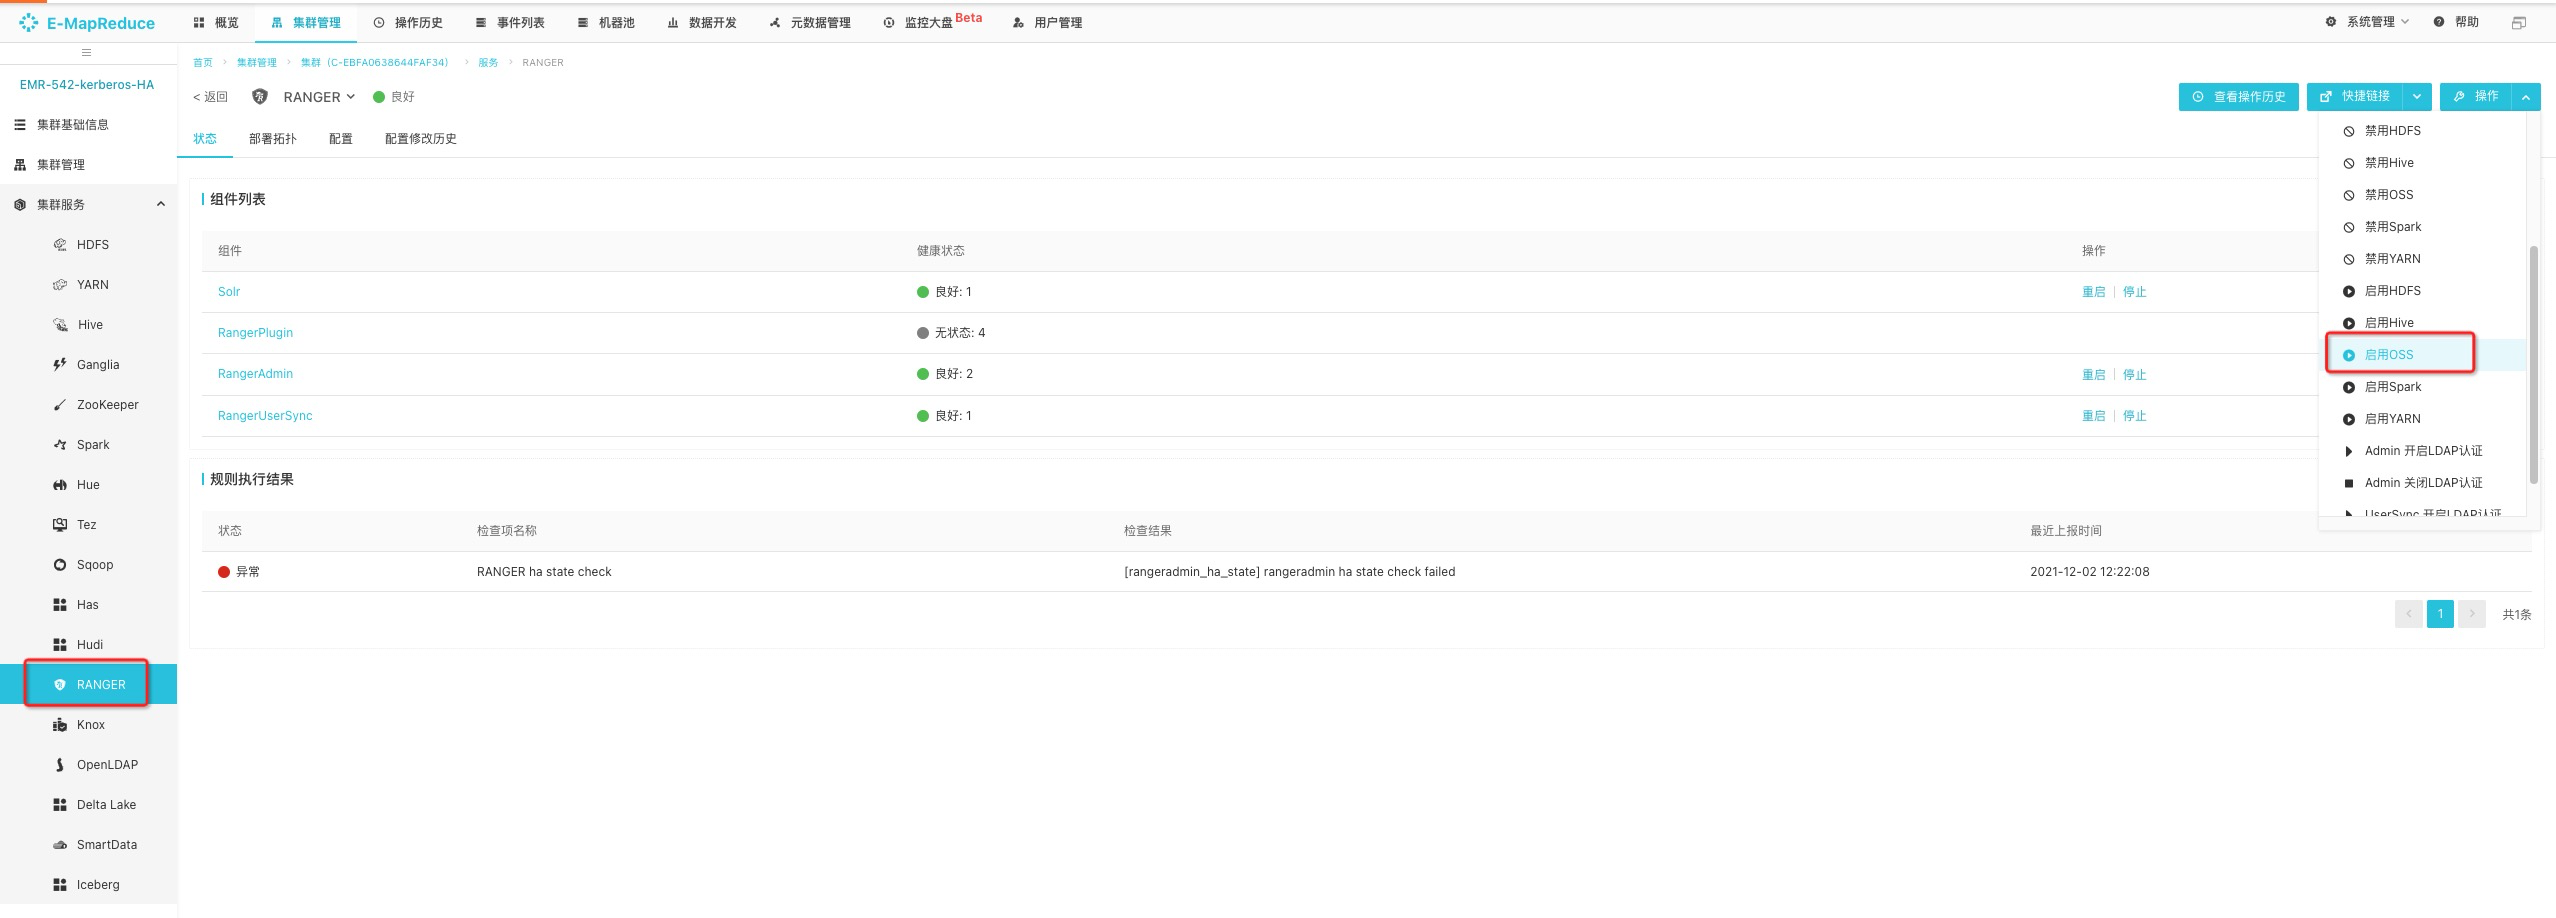 E-MapReduce 概览 集群管理 操作历史 事件列表 机器池 数据开发 元数据管理 监控大盘 Beta 用户管理 系统管理 帮助
首页 > 集群管理 > 集群（C-EBFA0638644FAF34） > 服务 > RANGER
EMR-542-kerberos-HA
< 返回 RANGER 良好 查看操作历史 快捷链接 操作
集群基础信息
集群管理
集群服务
HDFS
YARN
Hive
Ganglia
ZooKeeper
Spark
Hue
Tez
Sqoop
Has
Hudi
RANGER
Knox
OpenLDAP
Delta Lake
SmartData
Iceberg
状态 部署拓扑 配置 配置修改历史
组件列表
组件 健康状态 操作
Solr 良好: 1 重启 | 停止
RangerPlugin 无状态: 4
RangerAdmin 良好: 2 重启 | 停止
RangerUserSync 良好: 1 重启 | 停止
规则执行结果
状态 检查项名称 检查结果 最近上报时间
异常 RANGER ha state check [rangeradmin_ha_state] rangeradmin ha state check failed 2021-12-02 12:22:08
< 1 > 共1条
禁用HDFS
禁用Hive
禁用OSS
禁用Spark
禁用YARN
启用HDFS
启用Hive
启用OSS
启用Spark
启用YARN
Admin 开启LDAP认证
Admin 关闭LDAP认证
UserSync 开启LDAP认证